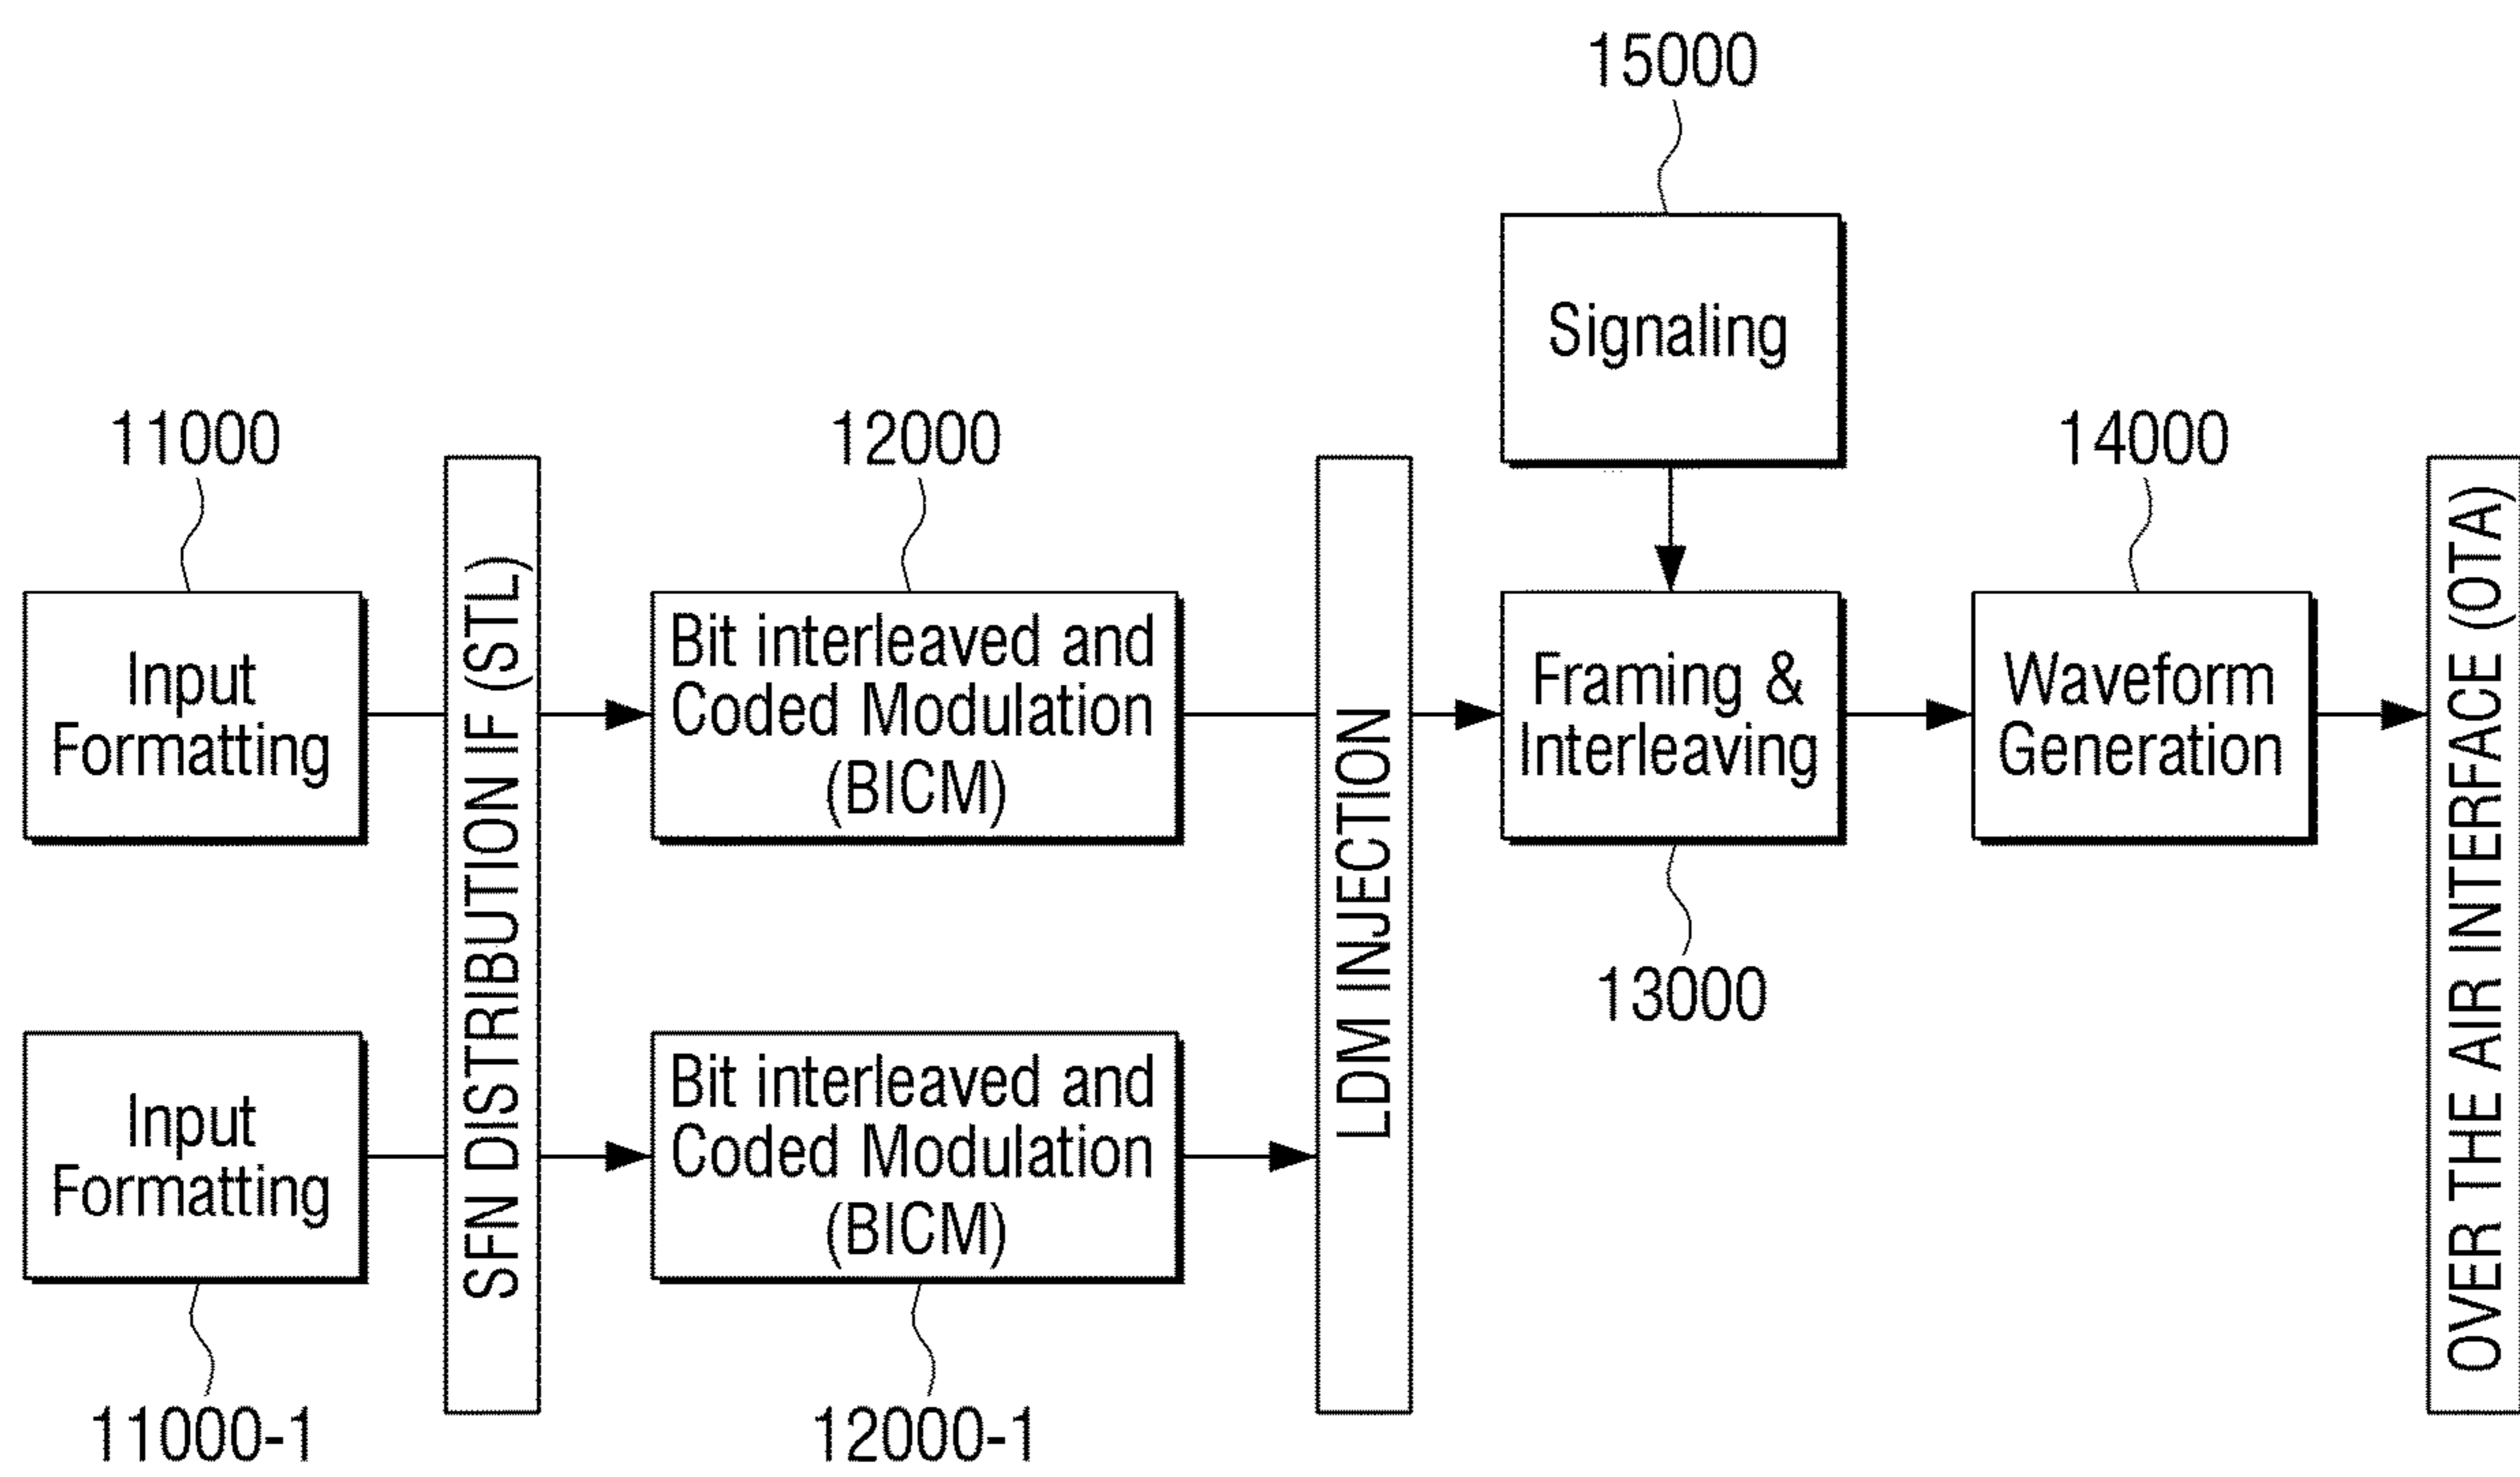 15000
Signaling
11000
12000
14000
Input
Formatting
SFN DISTRIBUTION IF (STL)
Bit interleaved and
Coded Modulation
(BICM)
LDM INJECTION
Framing &
Interleaving
Waveform
Generation
OVER THE AIR INTERFACE (OTA)
13000
Input
Formatting
Bit interleaved and
Coded Modulation
(BICM)
11000-1
12000-1